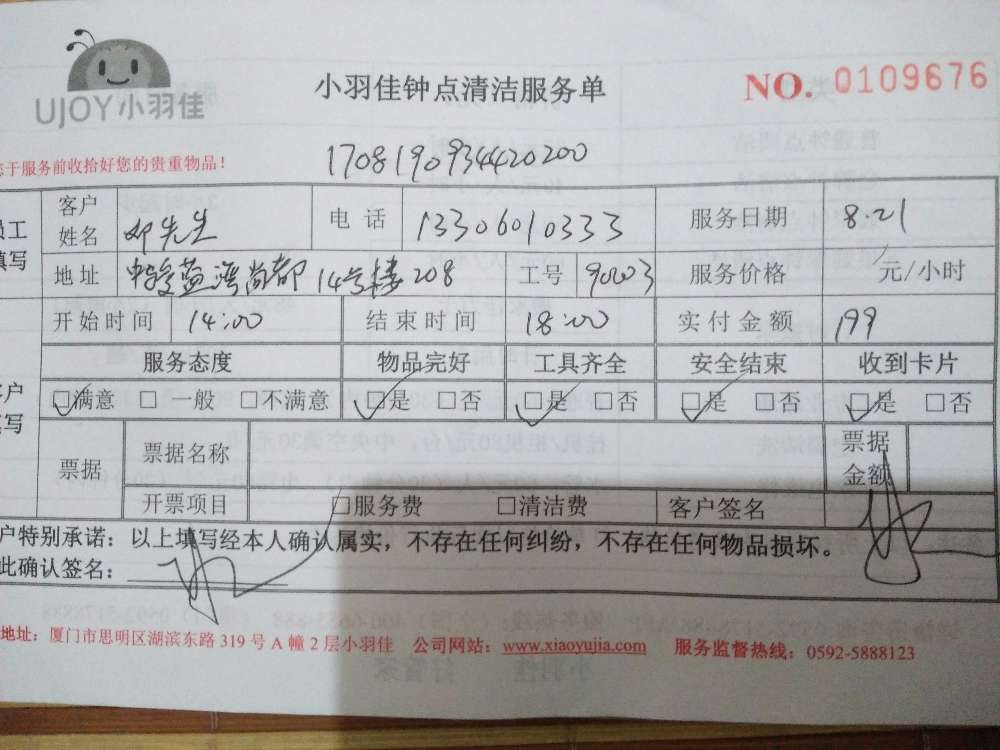 UJOY小羽佳
小羽佳钟点清洁服务单
NO. 0109676
于服务前收拾好您的贵重物品！
1708190934420200
员工填写
客户姓名 邓先生 电话 13306010333 服务日期 8.21
地址 蓝湾尚都 14号楼208 工号 90003 服务价格 /元/小时
开始时间 14:00 结束时间 18:00 实付金额 199
客户填写
服务态度 物品完好 工具齐全 安全结束 收到卡片
☑满意 □ 一般 □不满意 ☑是 □否 ☑是 □否 ☑是 □否 ☑是 □否
票据 票据名称 票据金额
开票项目 □服务费 □清洁费 客户签名
户特别承诺：以上填写经本人确认属实，不存在任何纠纷，不存在任何物品损坏。
此确认签名：
地址：厦门市思明区湖滨东路 319 号 A 幢 2 层小羽佳 公司网站：www.xiaoyujia.com 服务监督热线：0592-5888123